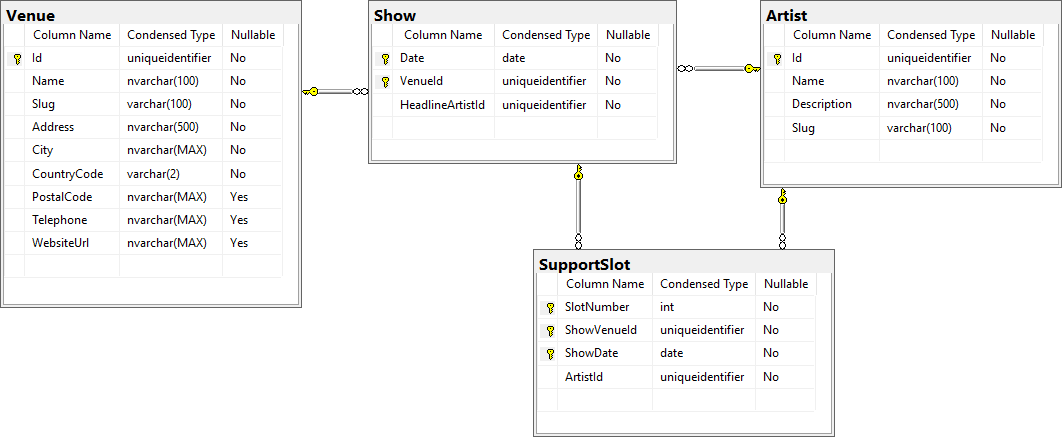 Venue
Column Name Condensed Type Nullable
Id uniqueidentifier No
Name nvarchar(100) No
Slug varchar(100) No
Address nvarchar(500) No
City nvarchar(MAX) No
CountryCode varchar(2) No
PostalCode nvarchar(MAX) Yes
Telephone nvarchar(MAX) Yes
WebsiteUrl nvarchar(MAX) Yes
Show
Column Name Condensed Type Nullable
Date date No
VenueId uniqueidentifier No
HeadlineArtistId uniqueidentifier No
Artist
Column Name Condensed Type Nullable
Id uniqueidentifier No
Name nvarchar(100) No
Description nvarchar(500) No
Slug varchar(100) No
SupportSlot
Column Name Condensed Type Nullable
SlotNumber int No
ShowVenueId uniqueidentifier No
ShowDate date No
ArtistId uniqueidentifier No